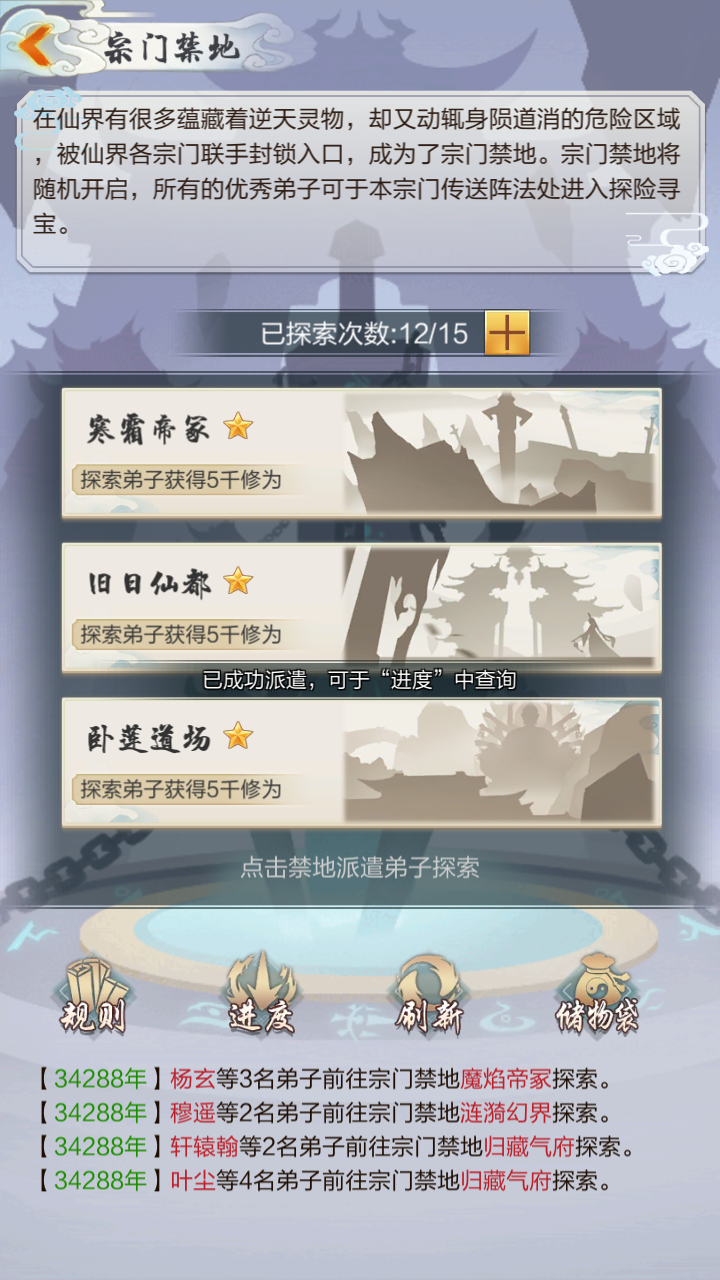 宗门禁地
在仙界有很多蕴藏着逆天灵物，却又动辄身陨道消的危险区域
，被仙界各宗门联手封锁入口，成为了宗门禁地。宗门禁地将
随机开启，所有的优秀弟子可于本宗门传送阵法处进入探险寻
宝。
已探索次数:12/15
寒霜帝冢
探索弟子获得5千修为
旧日仙都
探索弟子获得5千修为
已成功派遣，可于“进度”中查询
卧莲道场
探索弟子获得5千修为
点击禁地派遣弟子探索
规则 进度 刷新 储物袋
【34288年】杨玄等3名弟子前往宗门禁地魔焰帝冢探索。
【34288年】穆遥等2名弟子前往宗门禁地涟漪幻界探索。
【34288年】轩辕翰等2名弟子前往宗门禁地归藏气府探索。
【34288年】叶尘等4名弟子前往宗门禁地归藏气府探索。